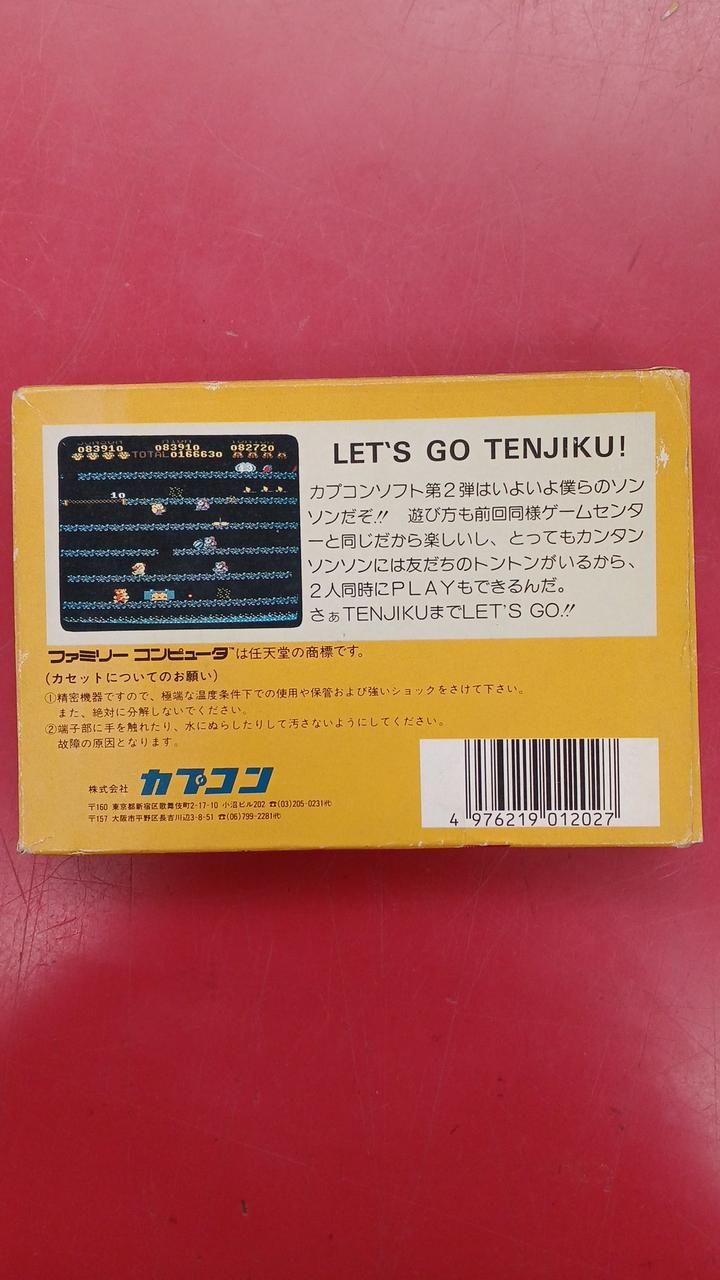 083910
083910
082720
TOTAL 0166630
10
LET'S GO TENJIKU!
カプコンソフト第2弾はいよいよ僕らのソン
ソンだぞ!! 遊び方も前回同様ゲームセンタ
ーと同じだから楽しいし、とってもカンタン
ソンソンには友だちのトントンがいるから、
2人同時にPLAYもできるんだ。
さぁTENJIKUまでLET'S GO!!
ファミリー コンピュータ™は任天堂の商標です。
(カセットについてのお願い)
①精密機器ですので、極端な温度条件下での使用や保管および強いショックをさけて下さい。
また、絶対に分解しないでください。
②端子部に手を触れたり、水にぬらしたりして汚さないようにしてください。
故障の原因となります。
株式会社 カプコン
〒160 東京都新宿区歌舞伎町2-17-10 小沼ビル202 ☎(03)205-0231代
〒157 大阪市平野区長吉川辺3-8-51 ☎(06)799-2281代
4 976219 012027